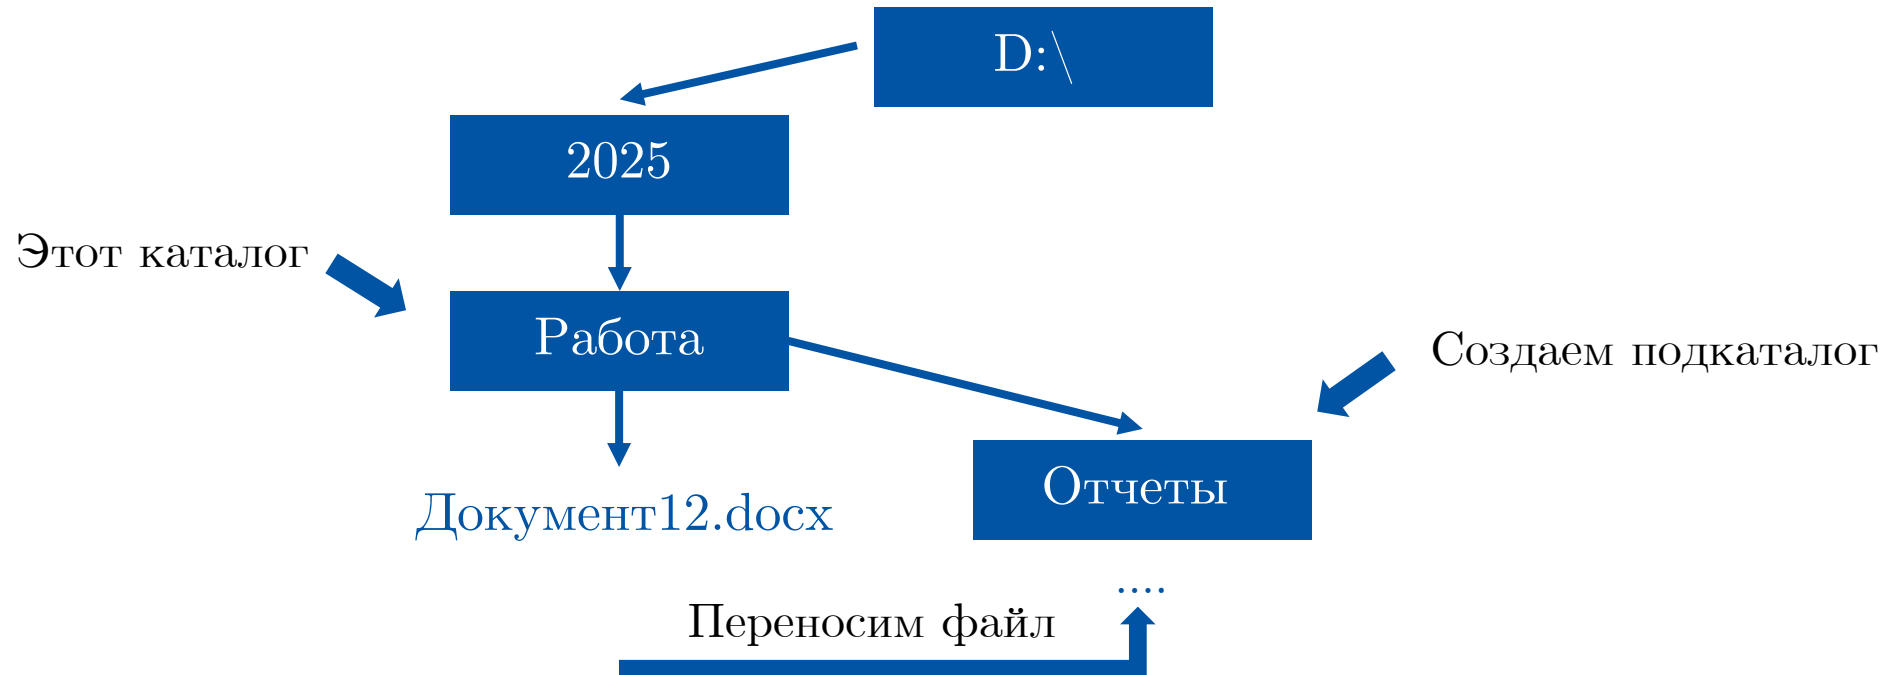 D:\
2025
Этот каталог
Работа
Создаем подкаталог
Отчеты
Документ12.docx
....
Переносим файл